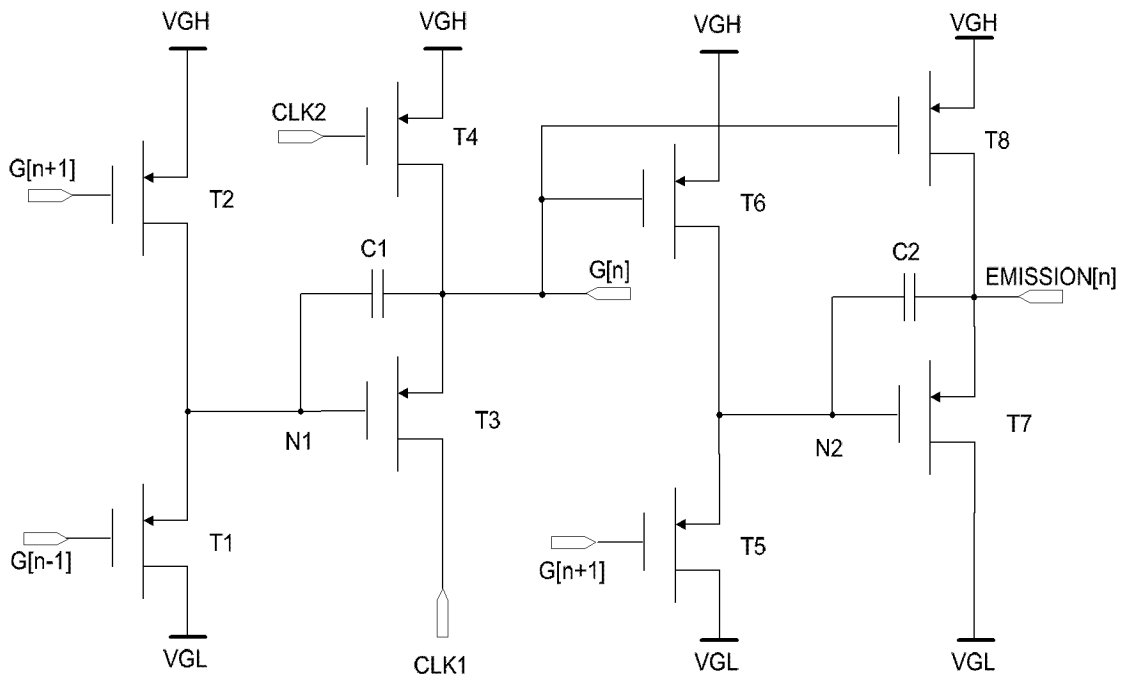 VGH
VGH
VGH
VGH
CLK2
T4
T8
G[n+1]
T2
T6
C1
G[n]
C2
EMISSION[n]
T3
T7
N1
N2
T1
T5
G[n-1]
G[n+1]
VGL
CLK1
VGL
VGL